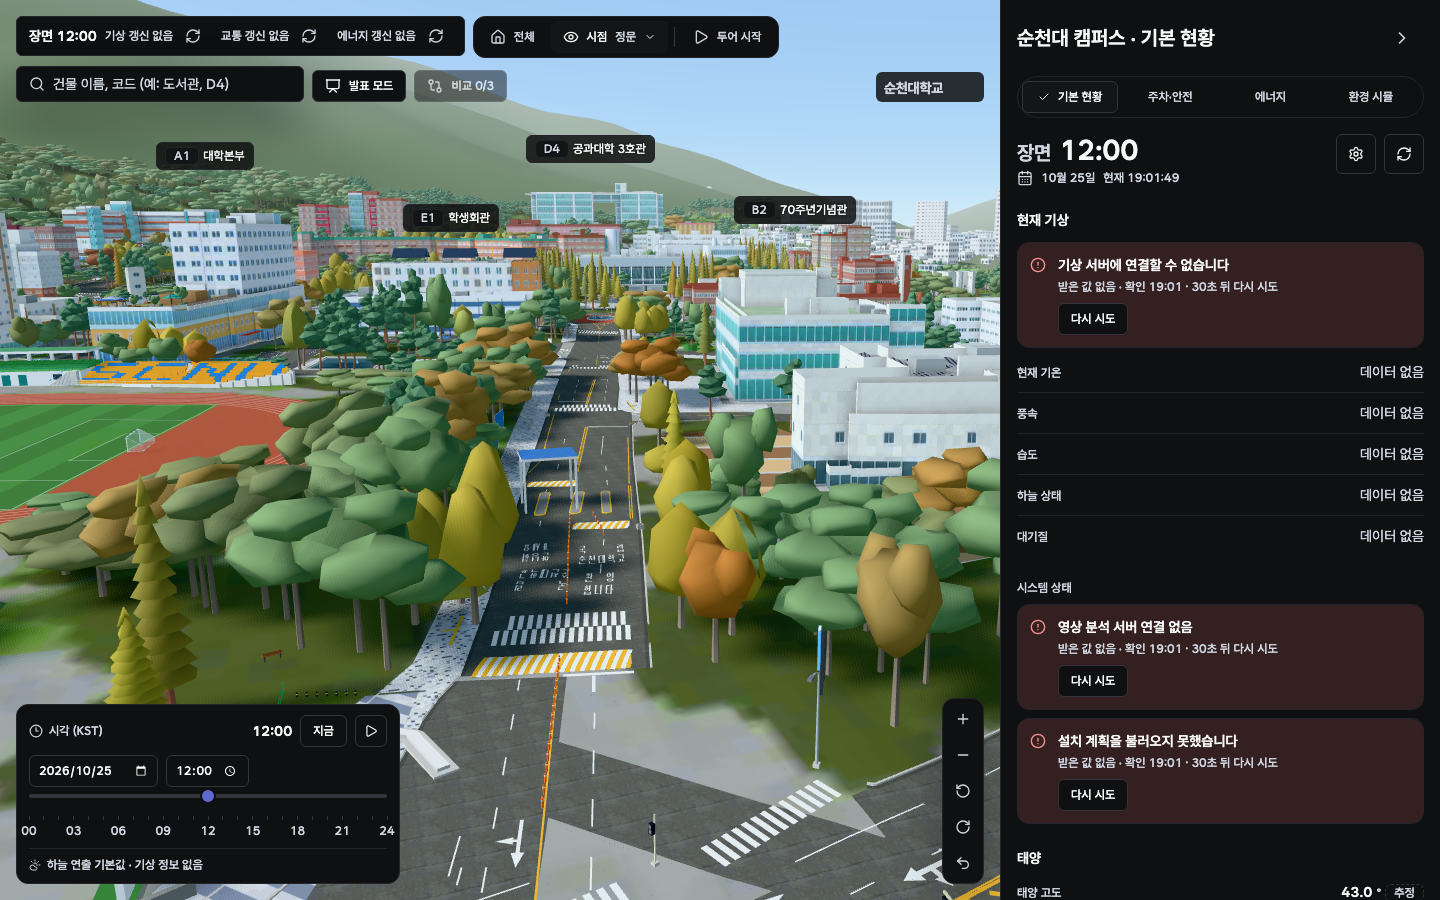 장면 12:00 기상 갱신 없음 교통 갱신 없음 에너지 갱신 없음
전체 시점 정문 투어 시작
건물 이름, 코드 (예: 도서관, D4)
발표 모드
비교 0/3
순천대학교
A1 대학본부
D4 공과대학 3호관
E1 학생회관
B2 70주년기념관
SCNU
시각 (KST) 12:00 지금
2026/10/25 12:00
00 03 06 09 12 15 18 21 24
하늘 연출 기본값 · 기상 정보 없음
순천대 캠퍼스 · 기본 현황
기본 현황 주차·안전 에너지 환경 시뮬
장면 12:00
10월 25일 현재 19:01:49
현재 기상
기상 서버에 연결할 수 없습니다
받은 값 없음 · 확인 19:01 · 30초 뒤 다시 시도
다시 시도
현재 기온 데이터 없음
풍속 데이터 없음
습도 데이터 없음
하늘 상태 데이터 없음
대기질 데이터 없음
시스템 상태
영상 분석 서버 연결 없음
받은 값 없음 · 확인 19:01 · 30초 뒤 다시 시도
다시 시도
설치 계획을 불러오지 못했습니다
받은 값 없음 · 확인 19:01 · 30초 뒤 다시 시도
다시 시도
태양
태양 고도 43.0 ° 추정